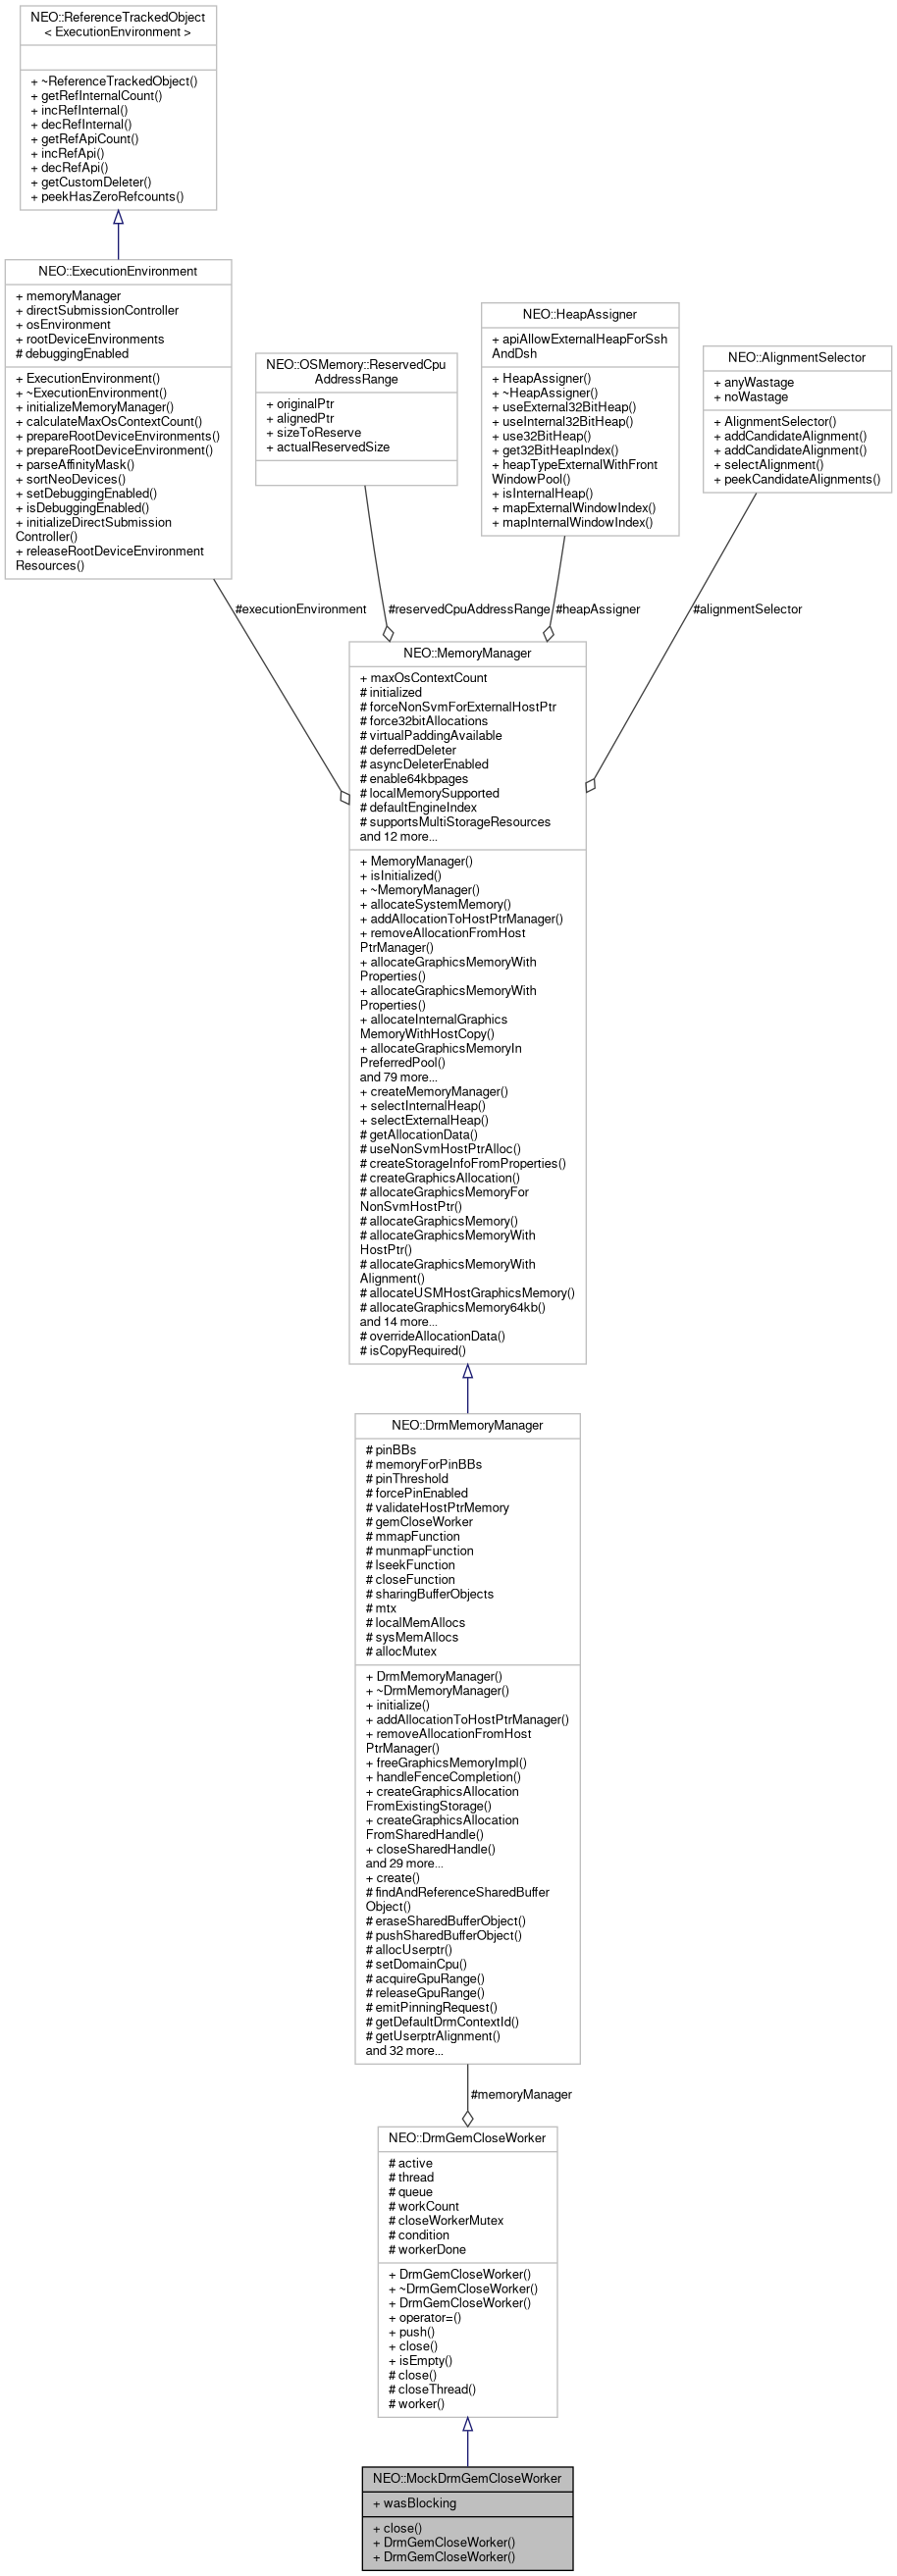 NEO::ReferenceTrackedObject
< ExecutionEnvironment >
+ ~ReferenceTrackedObject()
+ getRefInternalCount()
+ incRefInternal()
+ decRefInternal()
+ getRefApiCount()
+ incRefApi()
+ decRefApi()
+ getCustomDeleter()
+ peekHasZeroRefcounts()
NEO::ExecutionEnvironment
+ memoryManager
+ directSubmissionController
+ osEnvironment
+ rootDeviceEnvironments
# debuggingEnabled
+ ExecutionEnvironment()
+ ~ExecutionEnvironment()
+ initializeMemoryManager()
+ calculateMaxOsContextCount()
+ prepareRootDeviceEnvironments()
+ prepareRootDeviceEnvironment()
+ parseAffinityMask()
+ sortNeoDevices()
+ setDebuggingEnabled()
+ isDebuggingEnabled()
+ initializeDirectSubmission
Controller()
+ releaseRootDeviceEnvironment
Resources()
NEO::OSMemory::ReservedCpu
AddressRange
+ originalPtr
+ alignedPtr
+ sizeToReserve
+ actualReservedSize
NEO::HeapAssigner
+ apiAllowExternalHeapForSsh
AndDsh
+ HeapAssigner()
+ ~HeapAssigner()
+ useExternal32BitHeap()
+ useInternal32BitHeap()
+ use32BitHeap()
+ get32BitHeapIndex()
+ heapTypeExternalWithFront
WindowPool()
+ isInternalHeap()
+ mapExternalWindowIndex()
+ mapInternalWindowIndex()
NEO::AlignmentSelector
+ anyWastage
+ noWastage
+ AlignmentSelector()
+ addCandidateAlignment()
+ addCandidateAlignment()
+ selectAlignment()
+ peekCandidateAlignments()
#executionEnvironment
#reservedCpuAddressRange
#heapAssigner
#alignmentSelector
NEO::MemoryManager
+ maxOsContextCount
# initialized
# forceNonSvmForExternalHostPtr
# force32bitAllocations
# virtualPaddingAvailable
# deferredDeleter
# asyncDeleterEnabled
# enable64kbpages
# localMemorySupported
# defaultEngineIndex
# supportsMultiStorageResources
and 12 more...
+ MemoryManager()
+ isInitialized()
+ ~MemoryManager()
+ allocateSystemMemory()
+ addAllocationToHostPtrManager()
+ removeAllocationFromHost
PtrManager()
+ allocateGraphicsMemoryWith
Properties()
+ allocateGraphicsMemoryWith
Properties()
+ allocateInternalGraphics
MemoryWithHostCopy()
+ allocateGraphicsMemoryIn
PreferredPool()
and 79 more...
+ createMemoryManager()
+ selectInternalHeap()
+ selectExternalHeap()
# getAllocationData()
# useNonSvmHostPtrAlloc()
# createStorageInfoFromProperties()
# createGraphicsAllocation()
# allocateGraphicsMemoryFor
NonSvmHostPtr()
# allocateGraphicsMemory()
# allocateGraphicsMemoryWith
HostPtr()
# allocateGraphicsMemoryWith
Alignment()
# allocateUSMHostGraphicsMemory()
# allocateGraphicsMemory64kb()
and 14 more...
# overrideAllocationData()
# isCopyRequired()
NEO::DrmMemoryManager
# pinBBs
# memoryForPinBBs
# pinThreshold
# forcePinEnabled
# validateHostPtrMemory
# gemCloseWorker
# mmapFunction
# munmapFunction
# lseekFunction
# closeFunction
# sharingBufferObjects
# mtx
# localMemAllocs
# sysMemAllocs
# allocMutex
+ DrmMemoryManager()
+ ~DrmMemoryManager()
+ initialize()
+ addAllocationToHostPtrManager()
+ removeAllocationFromHost
PtrManager()
+ freeGraphicsMemoryImpl()
+ handleFenceCompletion()
+ createGraphicsAllocation
FromExistingStorage()
+ createGraphicsAllocation
FromSharedHandle()
+ closeSharedHandle()
and 29 more...
+ create()
# findAndReferenceSharedBuffer
Object()
# eraseSharedBufferObject()
# pushSharedBufferObject()
# allocUserptr()
# setDomainCpu()
# acquireGpuRange()
# releaseGpuRange()
# emitPinningRequest()
# getDefaultDrmContextId()
# getUserptrAlignment()
and 32 more...
#memoryManager
NEO::DrmGemCloseWorker
# active
# thread
# queue
# workCount
# closeWorkerMutex
# condition
# workerDone
+ DrmGemCloseWorker()
+ ~DrmGemCloseWorker()
+ DrmGemCloseWorker()
+ operator=()
+ push()
+ close()
+ isEmpty()
# close()
# closeThread()
# worker()
NEO::MockDrmGemCloseWorker
+ wasBlocking
+ close()
+ DrmGemCloseWorker()
+ DrmGemCloseWorker()